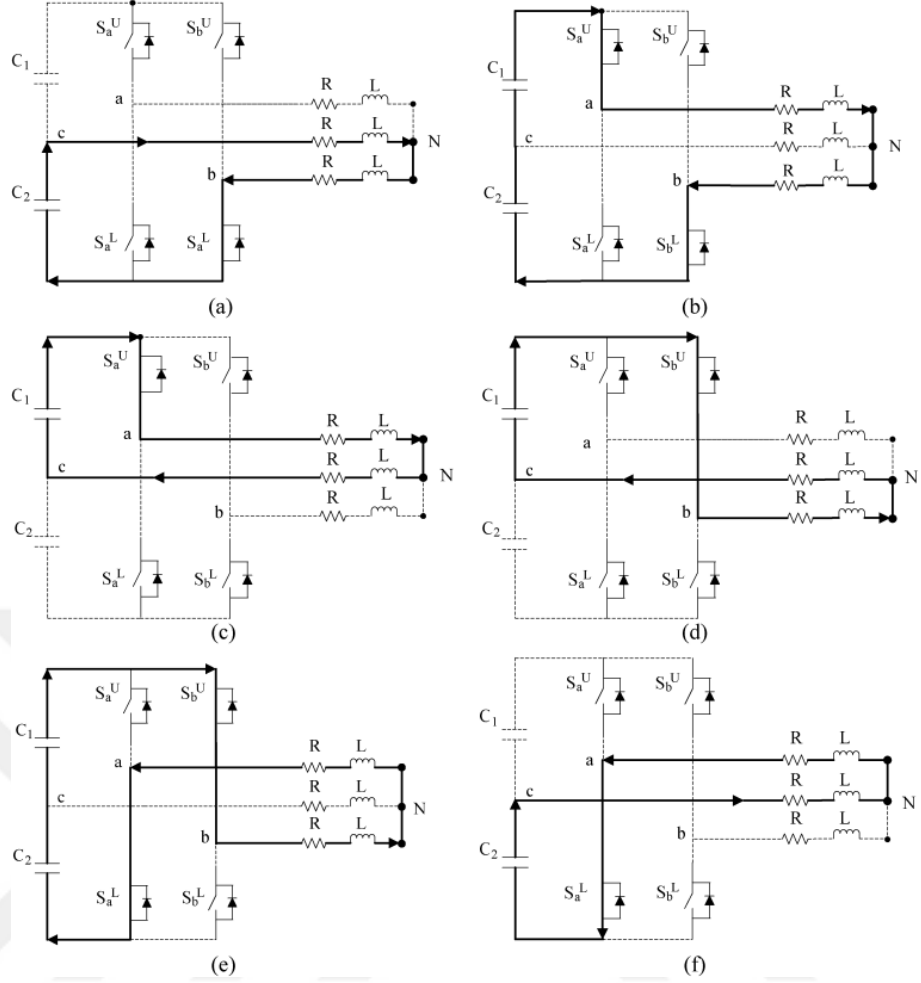 SaU SbU
C1
R L
a
R L
c N
R L
b
C2
SaL SaL
(a)
SaU SbU
C1
R L
a
R L
c N
R L
b
C2
SaL SbL
(b)
SaU SbU
C1
R L
a
R L
c N
R L
b
C2
SaL SbL
(c)
SaU SbU
C1
R L
a
R L
c N
R L
b
C2
SaL SbL
(d)
SaU SbU
C1
R L
a
R L
c N
R L
b
C2
SaL SbL
(e)
SaU SbU
C1
R L
a
R L
c N
R L
b
C2
SaL SbL
(f)